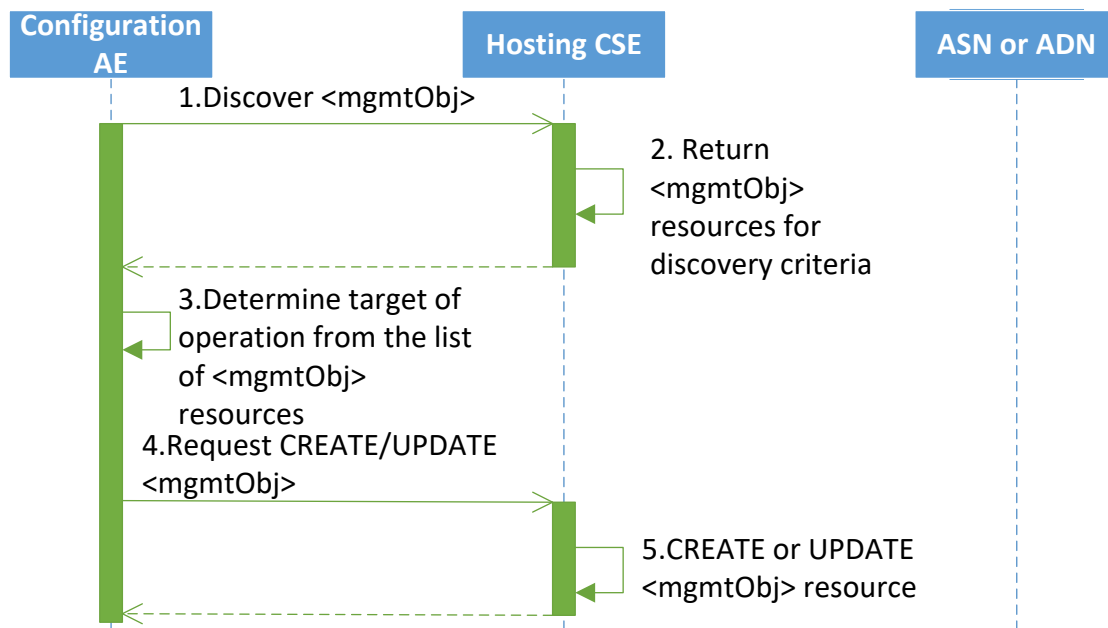 Configuration
AE
Hosting CSE
ASN or ADN
1.Discover <mgmtObj>
2. Return
<mgmtObj>
resources for
discovery criteria
3.Determine target of
operation from the list
of <mgmtObj>
resources
4.Request CREATE/UPDATE
<mgmtObj>
5.CREATE or UPDATE
<mgmtObj> resource